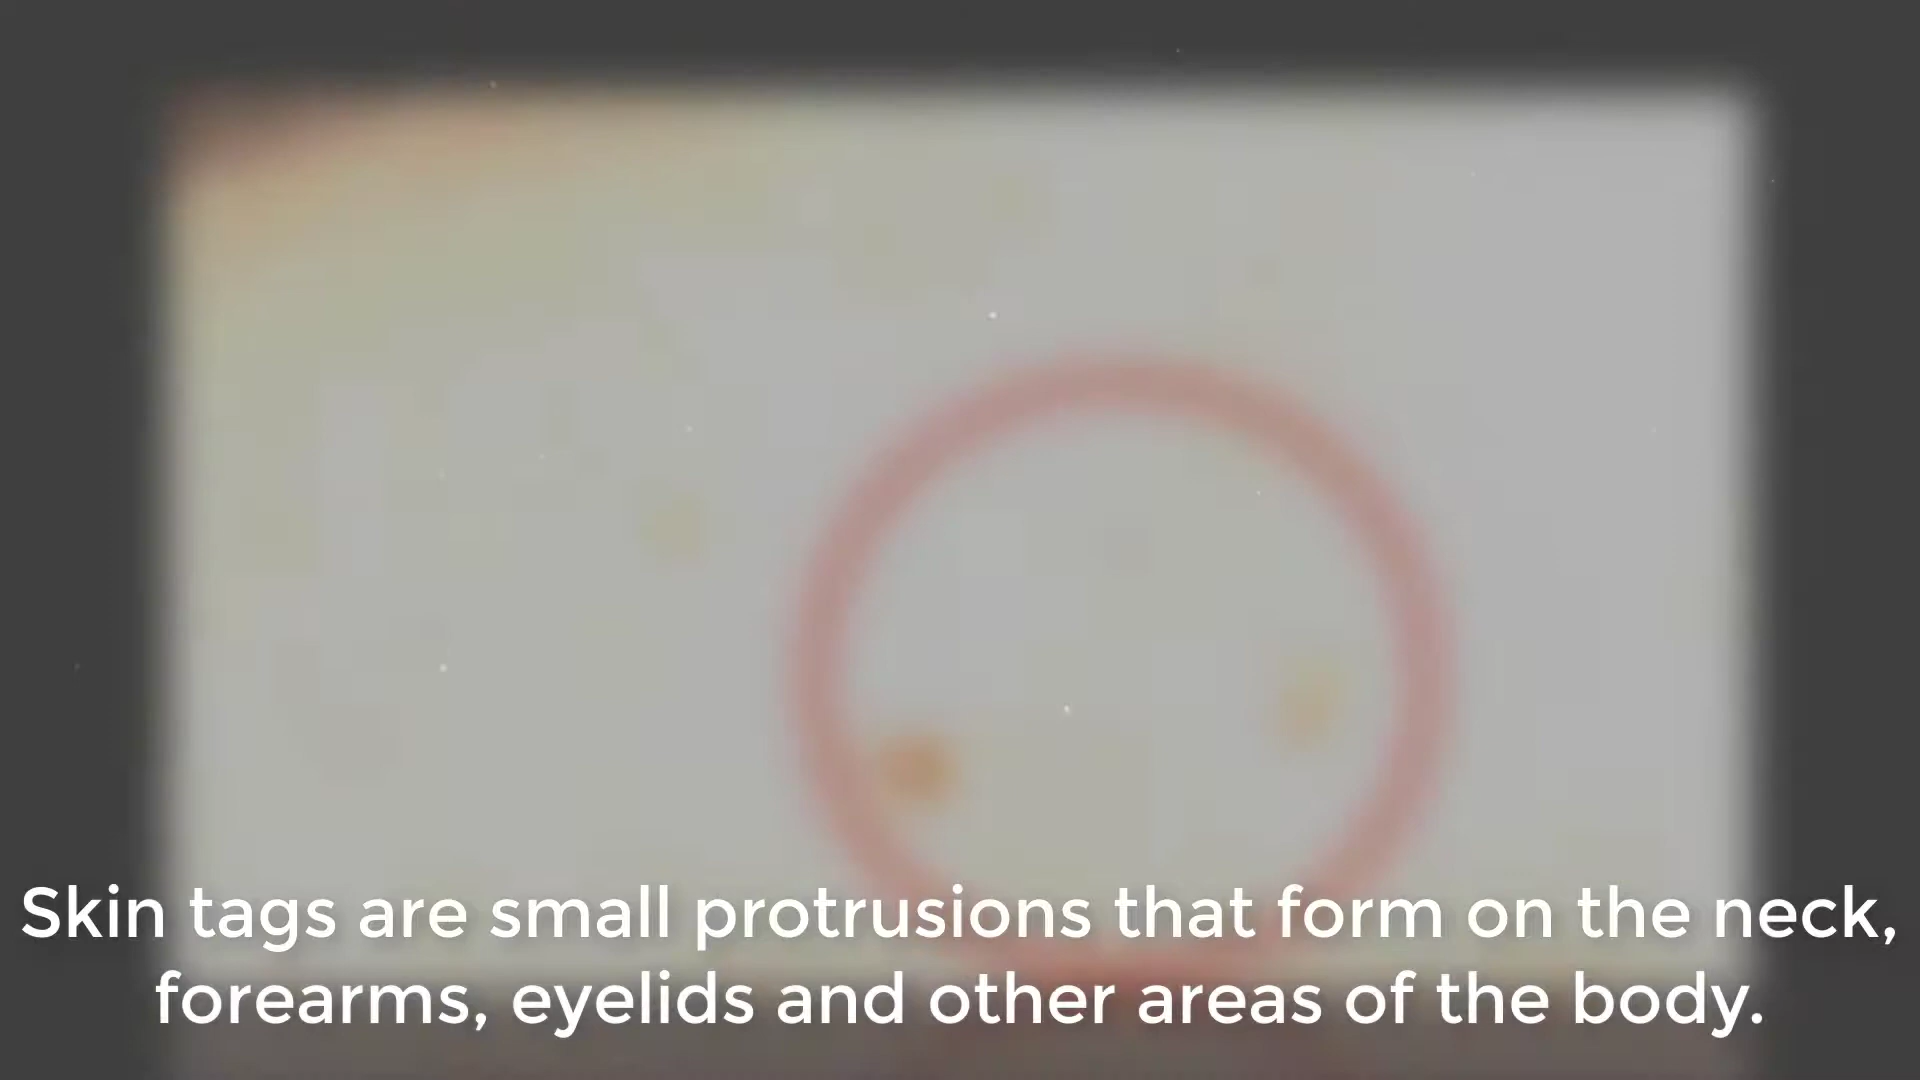 Skin tags are small protrusions that form on the neck,
forearms, eyelids and other areas of the body.